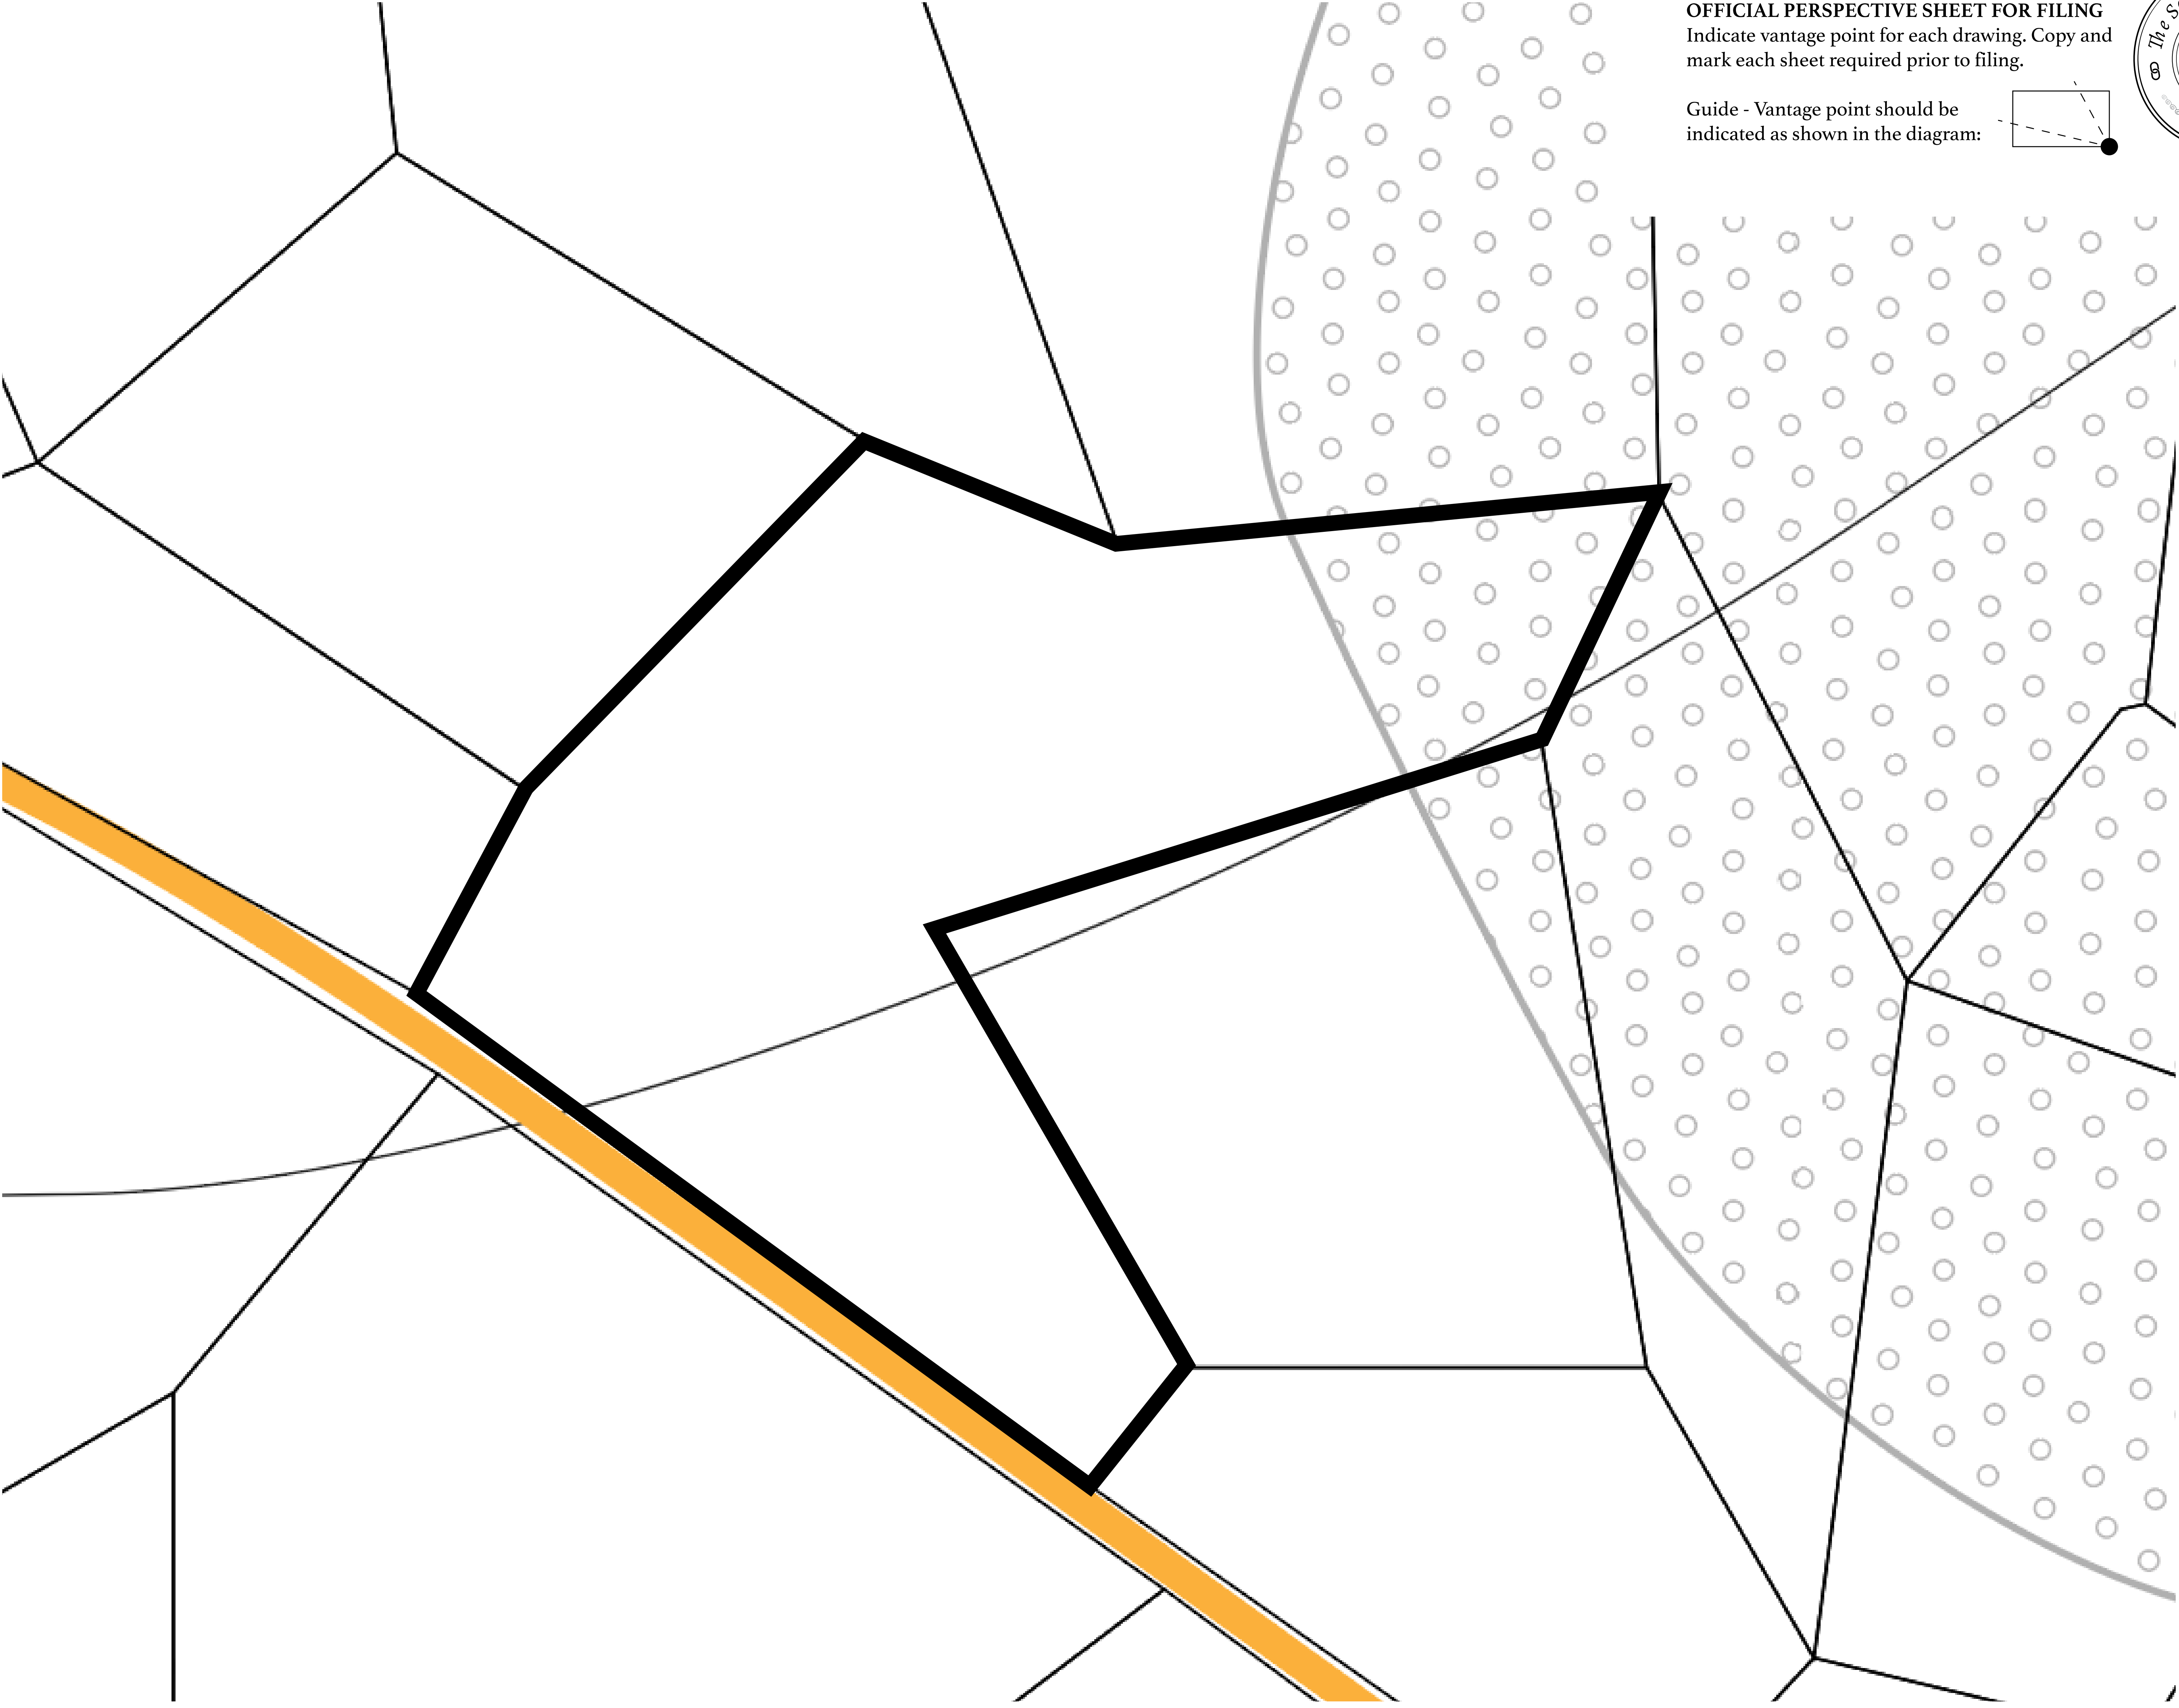 OFFICIAL PERSPECTIVE SHEET FOR FILING
Indicate vantage point for each drawing. Copy and
mark each sheet required prior to filing.
Guide - Vantage point should be
indicated as shown in the diagram:
The